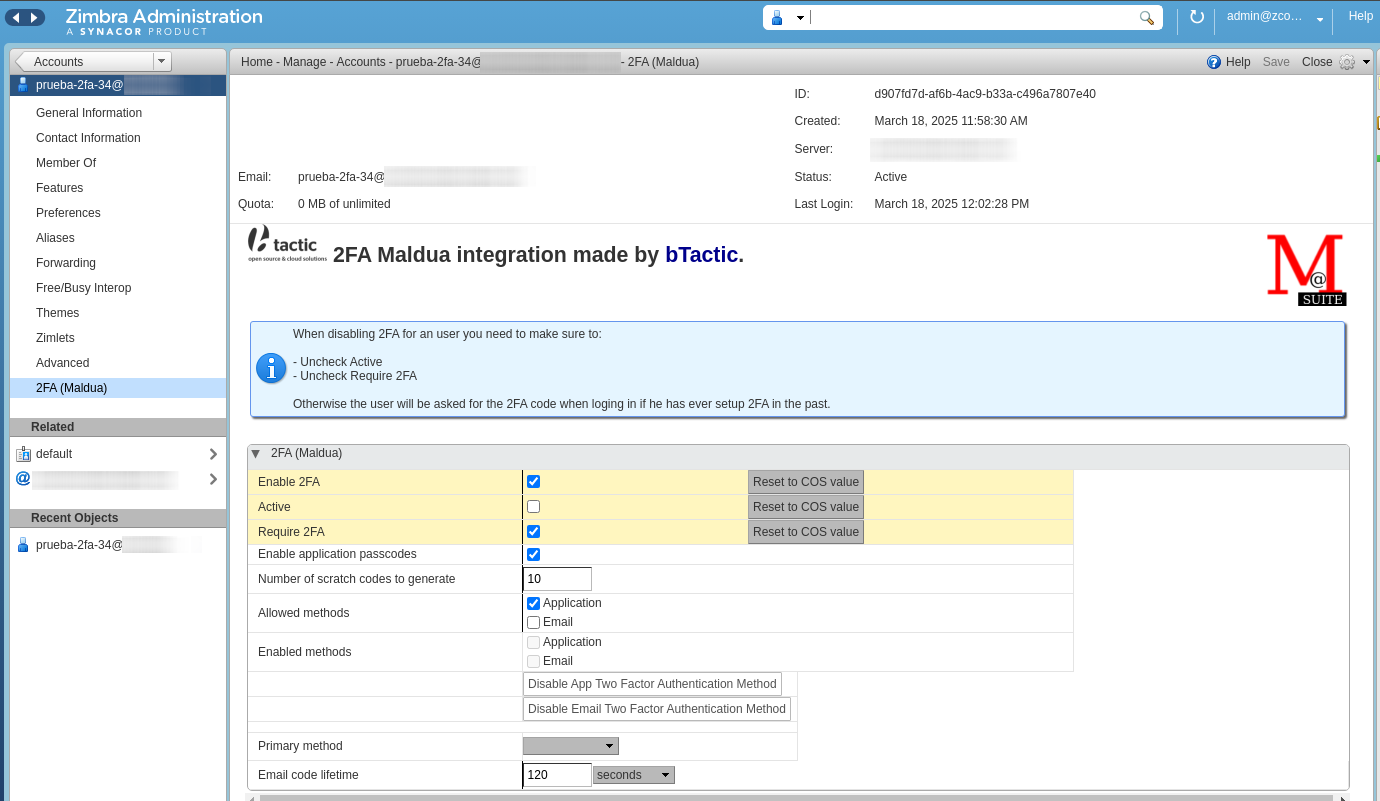 Zimbra Administration
A SYNACOR PRODUCT
admin@zco...
Help
Accounts
Home - Manage - Accounts - prueba-2fa-34@ - 2FA (Maldua)
Help
Save
Close
prueba-2fa-34@
General Information
Contact Information
Member Of
Features
Preferences
Aliases
Forwarding
Free/Busy Interop
Themes
Zimlets
Advanced
2FA (Maldua)
Related
default
@
Recent Objects
prueba-2fa-34@
ID: d907fd7d-af6b-4ac9-b33a-c496a7807e40
Created: March 18, 2025 11:58:30 AM
Server:
Email: prueba-2fa-34@
Status: Active
Quota: 0 MB of unlimited
Last Login: March 18, 2025 12:02:28 PM
tactic
open source & cloud solutions
2FA Maldua integration made by bTactic.
M@
SUITE
When disabling 2FA for an user you need to make sure to:
- Uncheck Active
- Uncheck Require 2FA
Otherwise the user will be asked for the 2FA code when loging in if he has ever setup 2FA in the past.
2FA (Maldua)
Enable 2FA Reset to COS value
Active Reset to COS value
Require 2FA Reset to COS value
Enable application passcodes
Number of scratch codes to generate 10
Allowed methods
Application
Email
Enabled methods
Application
Email
Disable App Two Factor Authentication Method
Disable Email Two Factor Authentication Method
Primary method
Email code lifetime 120 seconds